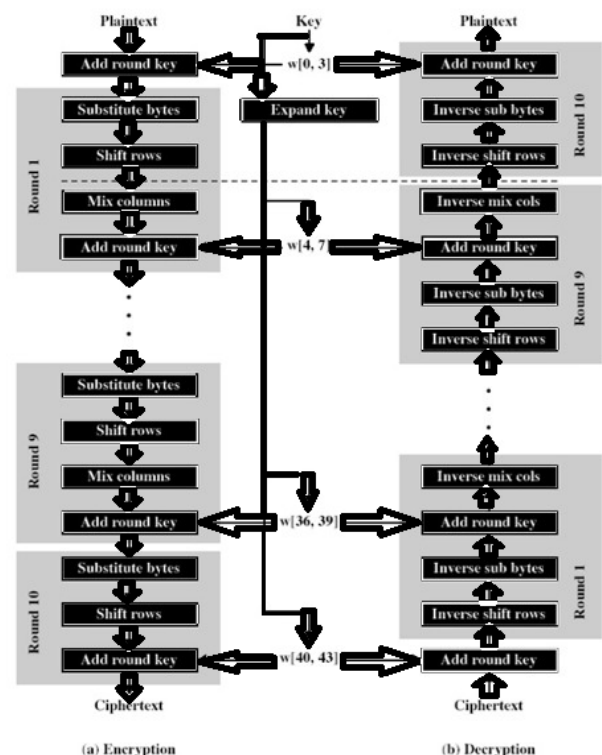 Plaintext
Add round key
Substitute bytes
Shift rows
Mix columns
Add round key
Round 1
Substitute bytes
Shift rows
Mix columns
Add round key
Round 9
Substitute bytes
Shift rows
Add round key
Round 10
Ciphertext
(a) Encryption
Key
w[0, 3]
Expand key
w[4, 7]
w[36, 39]
w[40, 43]
Plaintext
Add round key
Inverse sub bytes
Inverse shift rows
Round 10
Inverse mix cols
Add round key
Inverse sub bytes
Inverse shift rows
Round 9
Inverse mix cols
Add round key
Inverse sub bytes
Inverse shift rows
Round 1
Add round key
Ciphertext
(b) Decryption